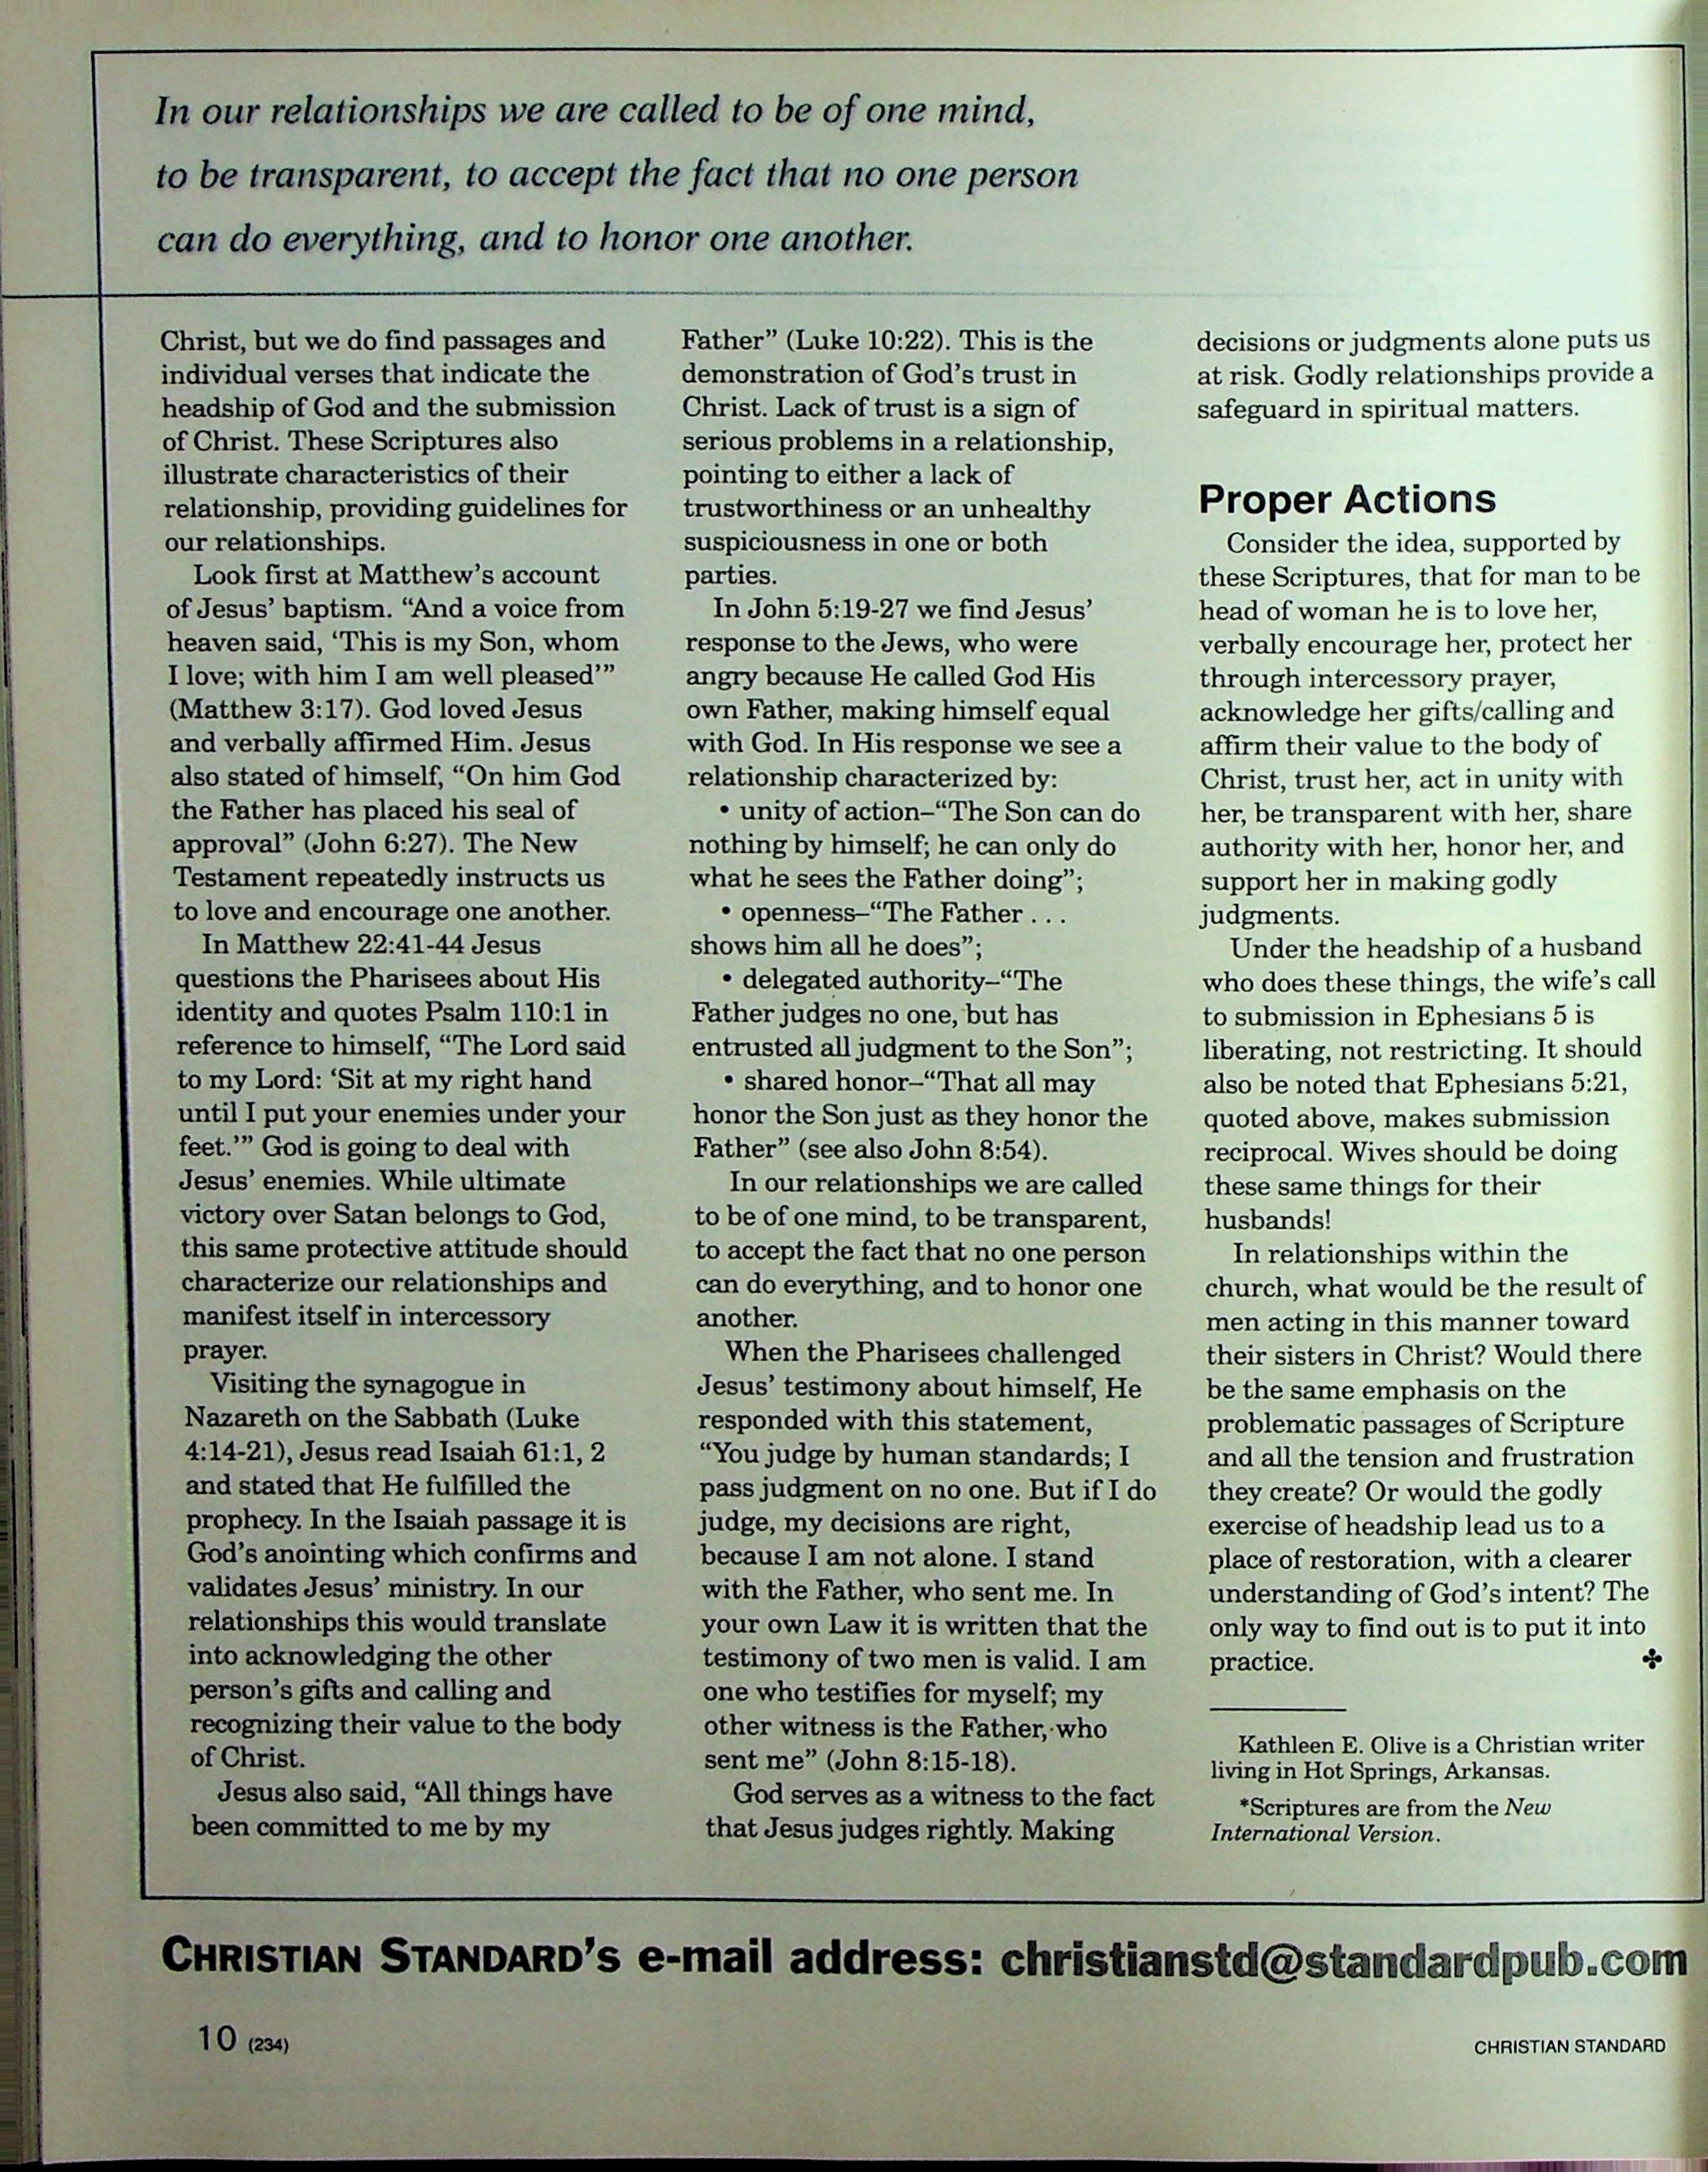 In our relationships we are called to be of one mind,
to be transparent, to accept the fact that no one person
can do everything, and to honor one another.
Christ, but we do find passages and
individual verses that indicate the
headship of God and the submission
of Christ. These Scriptures also
illustrate characteristics of their
relationship, providing guidelines for
our relationships.
Look first at Matthew's account
of Jesus' baptism. “And a voice from
heaven said, ‘This is my Son, whom
I love; with him I am well pleased’”
(Matthew 3:17). God loved Jesus
and verbally affirmed Him. Jesus
also stated of himself, “On him God
the Father has placed his seal of
approval” (John 6:27). The New
Testament repeatedly instructs us
to love and encourage one another.
In Matthew 22:41-44 Jesus
questions the Pharisees about His
identity and quotes Psalm 110:1 in
reference to himself, “The Lord said
to my Lord: ‘Sit at my right hand
until I put your enemies under your
feet.’” God is going to deal with
Jesus' enemies. While ultimate
victory over Satan belongs to God,
this same protective attitude should
characterize our relationships and
manifest itself in intercessory
prayer.
Visiting the synagogue in
Nazareth on the Sabbath (Luke
4:14-21), Jesus read Isaiah 61:1, 2
and stated that He fulfilled the
prophecy. In the Isaiah passage it is
God's anointing which confirms and
validates Jesus' ministry. In our
relationships this would translate
into acknowledging the other
person's gifts and calling and
recognizing their value to the body
of Christ.
Jesus also said, “All things have
been committed to me by my
Father” (Luke 10:22). This is the
demonstration of God's trust in
Christ. Lack of trust is a sign of
serious problems in a relationship,
pointing to either a lack of
trustworthiness or an unhealthy
suspiciousness in one or both
parties.
In John 5:19-27 we find Jesus'
response to the Jews, who were
angry because He called God His
own Father, making himself equal
with God. In His response we see a
relationship characterized by:
• unity of action–“The Son can do
nothing by himself; he can only do
what he sees the Father doing”;
• openness–“The Father . . .
shows him all he does”;
• delegated authority–“The
Father judges no one, but has
entrusted all judgment to the Son”;
• shared honor–“That all may
honor the Son just as they honor the
Father” (see also John 8:54).
In our relationships we are called
to be of one mind, to be transparent,
to accept the fact that no one person
can do everything, and to honor one
another.
When the Pharisees challenged
Jesus' testimony about himself, He
responded with this statement,
“You judge by human standards; I
pass judgment on no one. But if I do
judge, my decisions are right,
because I am not alone. I stand
with the Father, who sent me. In
your own Law it is written that the
testimony of two men is valid. I am
one who testifies for myself; my
other witness is the Father, who
sent me” (John 8:15-18).
God serves as a witness to the fact
that Jesus judges rightly. Making
decisions or judgments alone puts us
at risk. Godly relationships provide a
safeguard in spiritual matters.
Proper Actions
Consider the idea, supported by
these Scriptures, that for man to be
head of woman he is to love her,
verbally encourage her, protect her
through intercessory prayer,
acknowledge her gifts/calling and
affirm their value to the body of
Christ, trust her, act in unity with
her, be transparent with her, share
authority with her, honor her, and
support her in making godly
judgments.
Under the headship of a husband
who does these things, the wife's call
to submission in Ephesians 5 is
liberating, not restricting. It should
also be noted that Ephesians 5:21,
quoted above, makes submission
reciprocal. Wives should be doing
these same things for their
husbands!
In relationships within the
church, what would be the result of
men acting in this manner toward
their sisters in Christ? Would there
be the same emphasis on the
problematic passages of Scripture
and all the tension and frustration
they create? Or would the godly
exercise of headship lead us to a
place of restoration, with a clearer
understanding of God's intent? The
only way to find out is to put it into
practice. ✣
Kathleen E. Olive is a Christian writer
living in Hot Springs, Arkansas.
*Scriptures are from the New
International Version.
CHRISTIAN STANDARD'S e-mail address: christianstd@standardpub.com
10 (234)
CHRISTIAN STANDARD